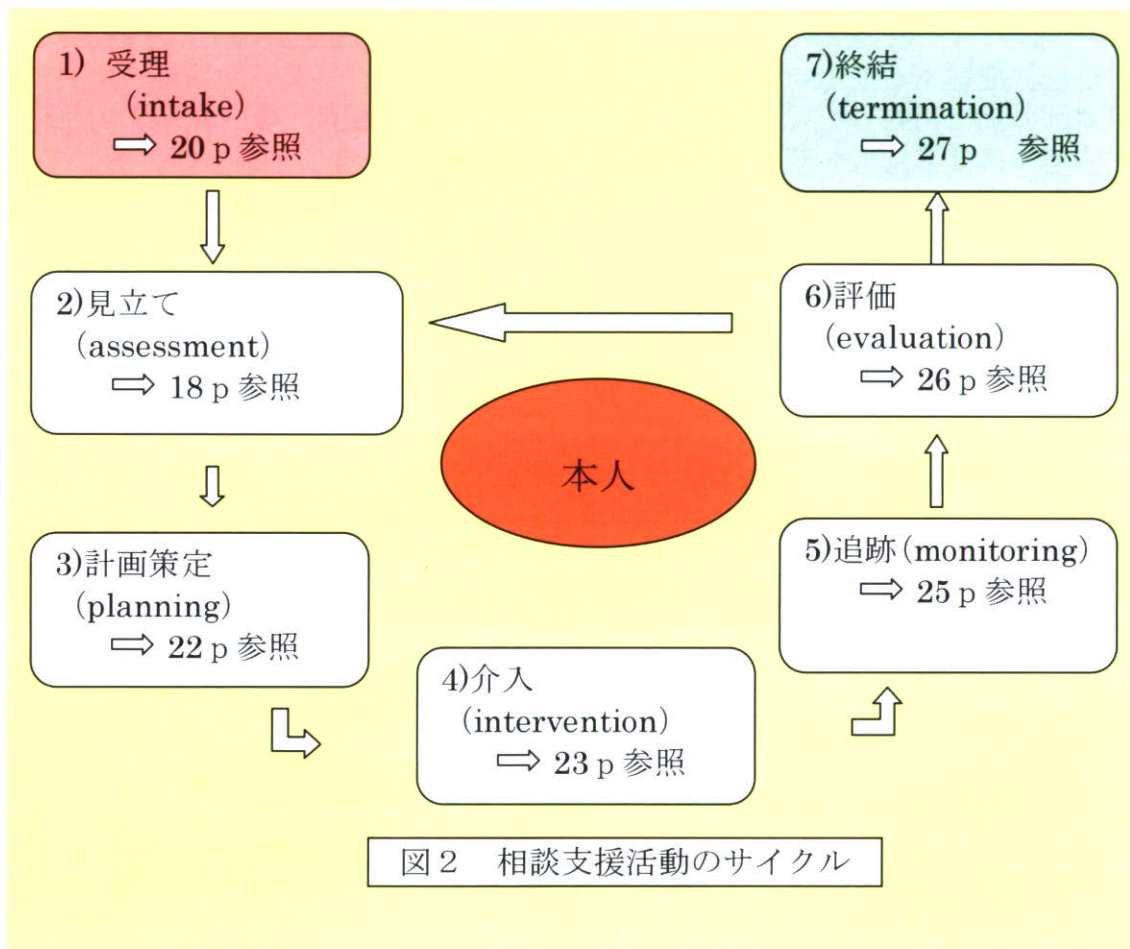 1) 受理
(intake)
⇨ 20 p 参照
2)見立て
(assessment)
⇨ 18 p 参照
3)計画策定
(planning)
⇨ 22 p 参照
4)介入
(intervention)
⇨ 23 p 参照
5)追跡(monitoring)
⇨ 25 p 参照
6)評価
(evaluation)
⇨ 26 p 参照
7)終結
(termination)
⇨ 27 p 参照
本人
図2 相談支援活動のサイクル